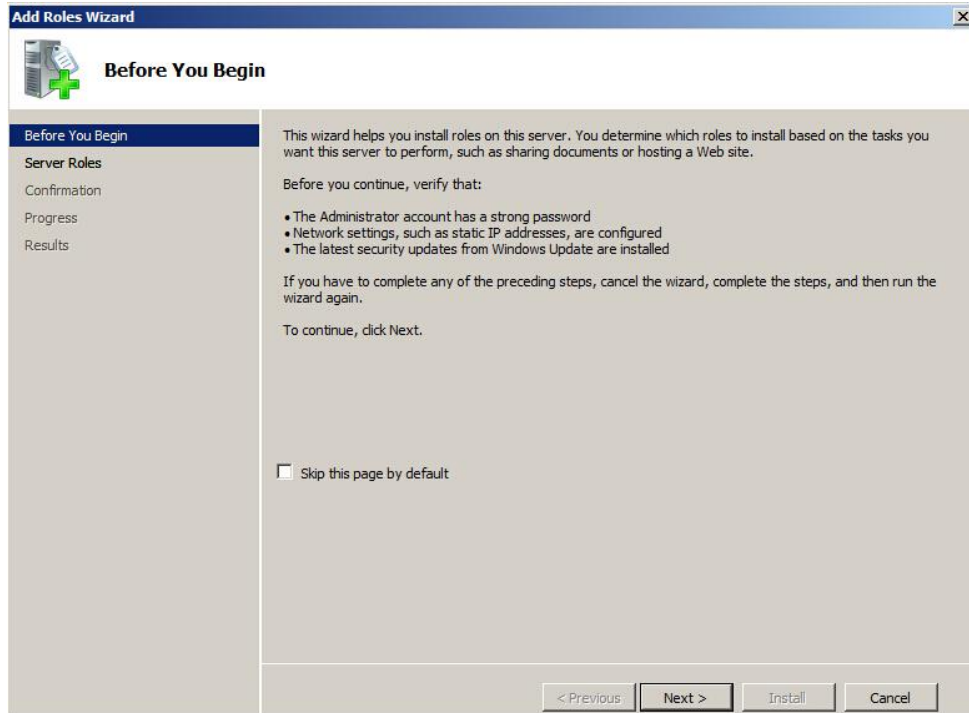 Add Roles Wizard
Before You Begin
Before You Begin
Server Roles
Confirmation
Progress
Results
This wizard helps you install roles on this server. You determine which roles to install based on the tasks you
want this server to perform, such as sharing documents or hosting a Web site.
Before you continue, verify that:
• The Administrator account has a strong password
• Network settings, such as static IP addresses, are configured
• The latest security updates from Windows Update are installed
If you have to complete any of the preceding steps, cancel the wizard, complete the steps, and then run the
wizard again.
To continue, click Next.
Skip this page by default
< Previous
Next >
Install
Cancel